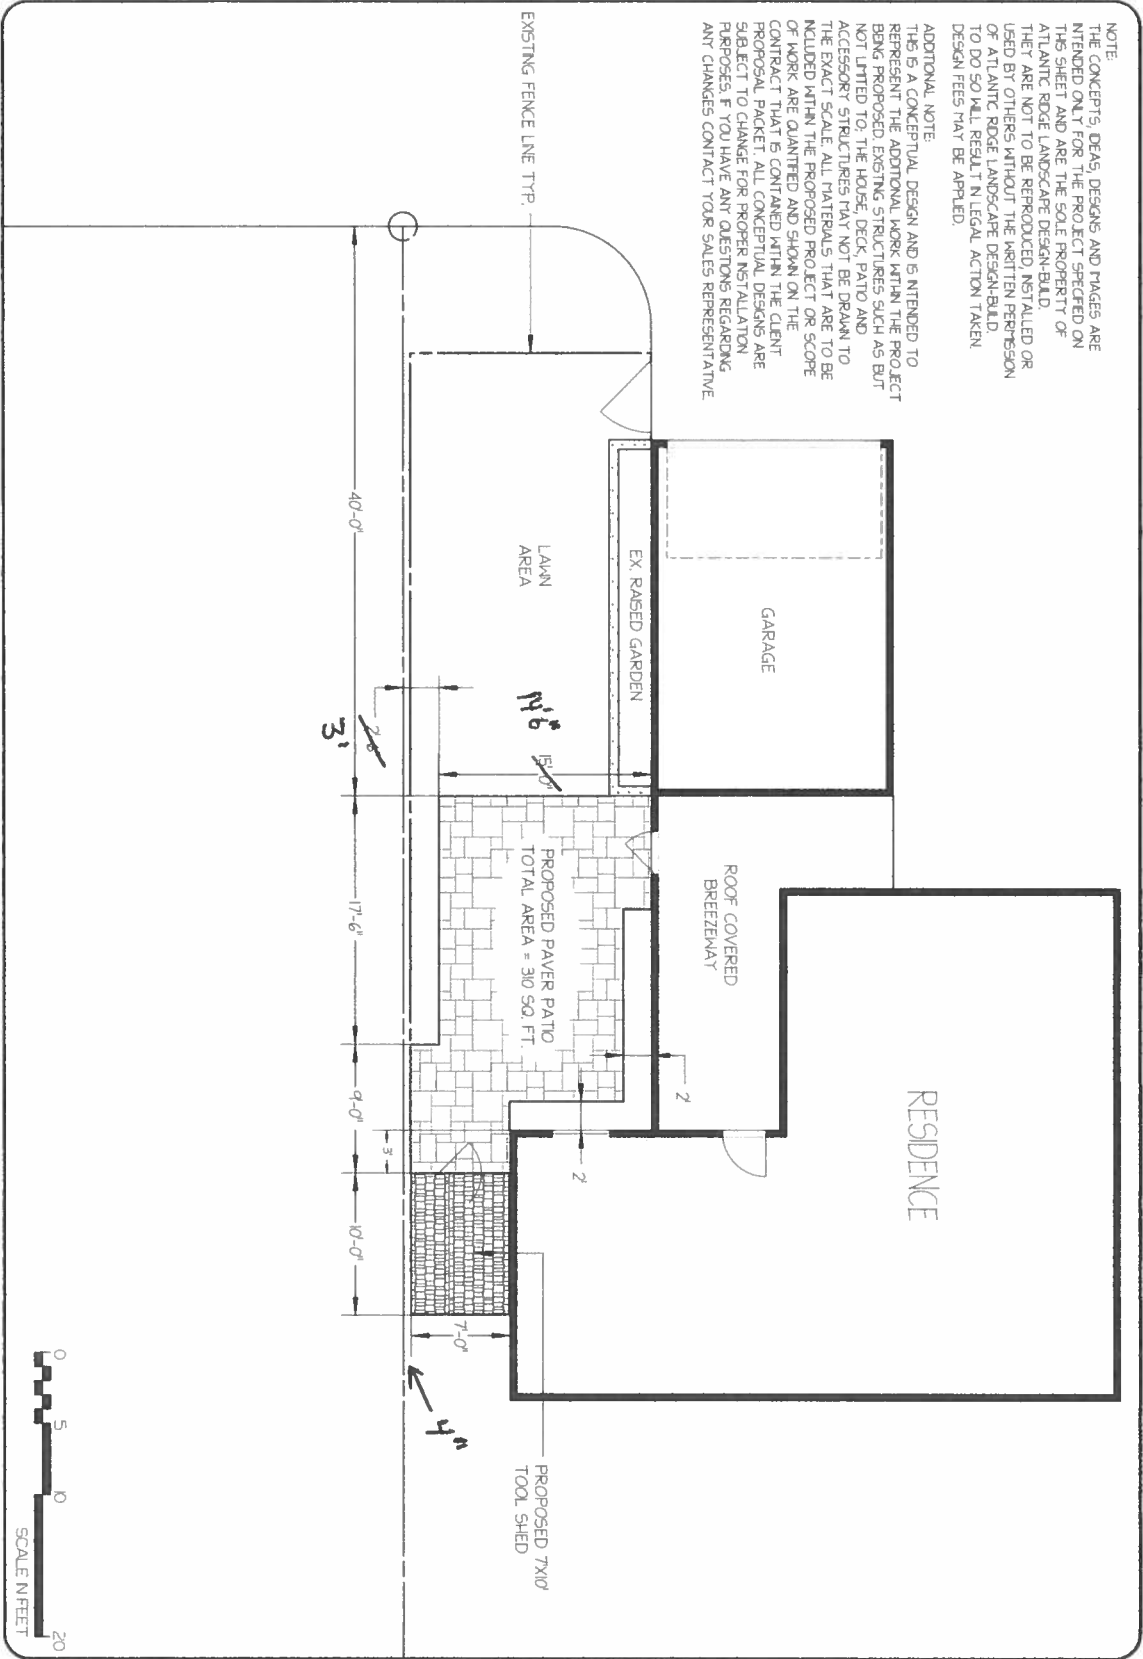 NOTE:
THE CONCEPTS, IDEAS, DESIGNS AND IMAGES ARE
INTENDED ONLY FOR THE PROJECT SPECIFIED ON
THIS SHEET AND ARE THE SOLE PROPERTY OF
ATLANTIC RIDGE LANDSCAPE DESIGN-BUILD.
THEY ARE NOT TO BE REPRODUCED, INSTALLED OR
USED BY OTHERS WITHOUT THE WRITTEN PERMISSION
OF ATLANTIC RIDGE LANDSCAPE DESIGN-BUILD.
TO DO SO WILL RESULT IN LEGAL ACTION TAKEN.
DESIGN FEES MAY BE APPLIED.
ADDITIONAL NOTE:
THIS IS A CONCEPTUAL DESIGN AND IS INTENDED TO
REPRESENT THE ADDITIONAL WORK WITHIN THE PROJECT
BEING PROPOSED. EXISTING STRUCTURES SUCH AS BUT
NOT LIMITED TO; THE HOUSE, DECK, PATIO AND
ACCESSORY STRUCTURES MAY NOT BE DRAWN TO
THE EXACT SCALE. ALL MATERIALS THAT ARE TO BE
INCLUDED WITHIN THE PROPOSED PROJECT OR SCOPE
OF WORK ARE QUANTIFIED AND SHOWN ON THE
CONTRACT THAT IS CONTAINED WITHIN THE CLIENT
PROPOSAL PACKET. ALL CONCEPTUAL DESIGNS ARE
SUBJECT TO CHANGE FOR PROPER INSTALLATION
PURPOSES. IF YOU HAVE ANY QUESTIONS REGARDING
ANY CHANGES CONTACT YOUR SALES REPRESENTATIVE.
EXISTING FENCE LINE TYP.
GARAGE
EX. RAISED GARDEN
LAWN
AREA
ROOF COVERED
BREEZEWAY
RESIDENCE
14'6"
15'-0"
PROPOSED PAVER PATIO
TOTAL AREA = 310 SQ. FT.
2'
2'
3'
40'-0"
17'-6"
9'-0"
3'
10'-0"
7'-0"
4"
PROPOSED 7'X10'
TOOL SHED
0 5 10 20
SCALE IN FEET